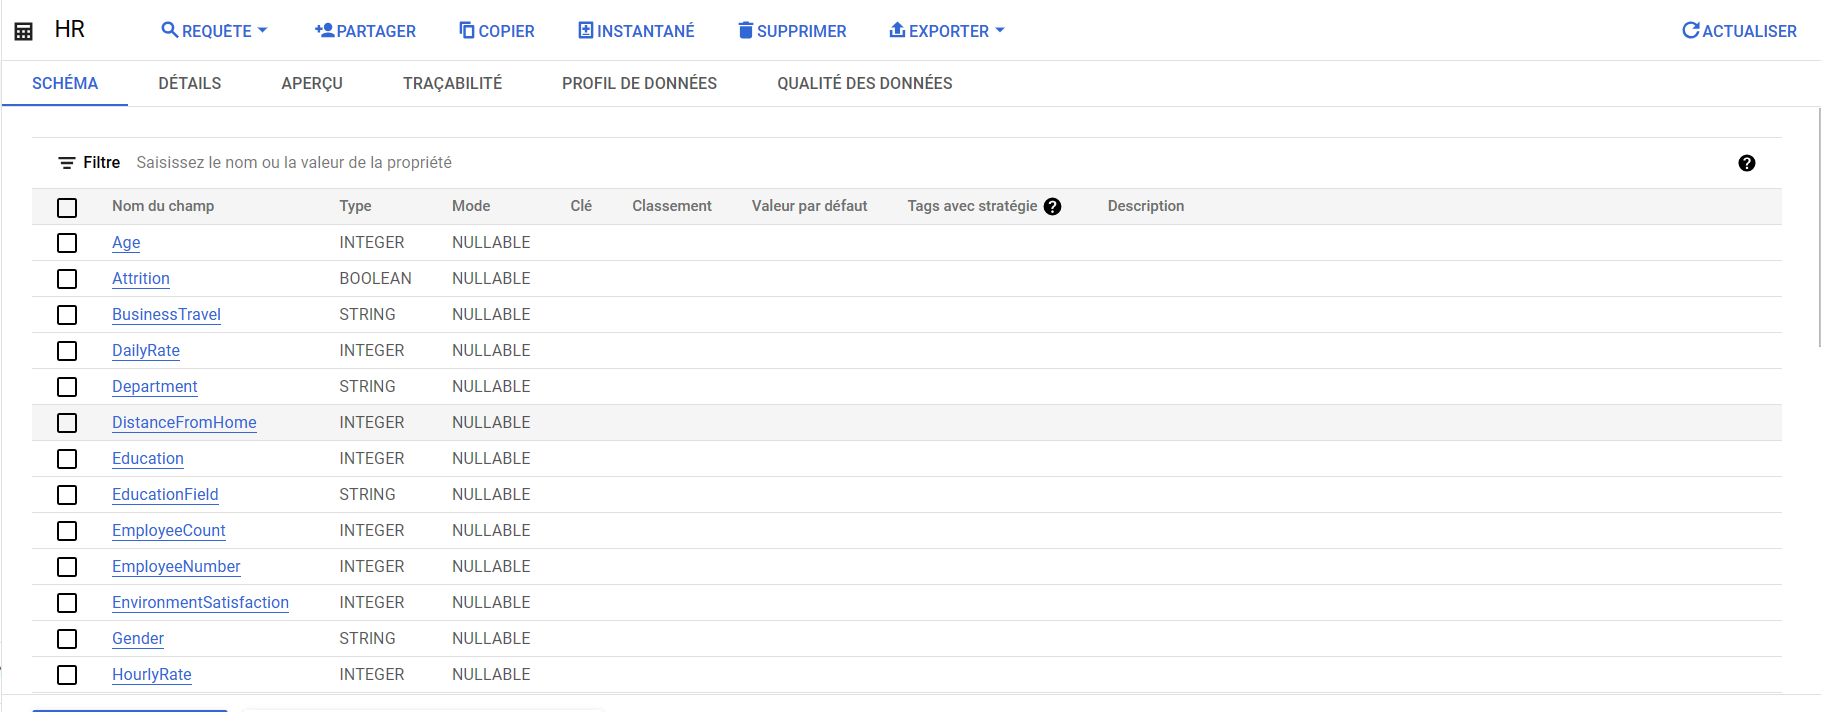 HR REQUÊTE PARTAGER COPIER INSTANTANÉ SUPPRIMER EXPORTER ACTUALISER
SCHÉMA DÉTAILS APERÇU TRAÇABILITÉ PROFIL DE DONNÉES QUALITÉ DES DONNÉES
Filtre Saisissez le nom ou la valeur de la propriété ?
Nom du champ Type Mode Clé Classement Valeur par défaut Tags avec stratégie ? Description
Age INTEGER NULLABLE
Attrition BOOLEAN NULLABLE
BusinessTravel STRING NULLABLE
DailyRate INTEGER NULLABLE
Department STRING NULLABLE
DistanceFromHome INTEGER NULLABLE
Education INTEGER NULLABLE
EducationField STRING NULLABLE
EmployeeCount INTEGER NULLABLE
EmployeeNumber INTEGER NULLABLE
EnvironmentSatisfaction INTEGER NULLABLE
Gender STRING NULLABLE
HourlyRate INTEGER NULLABLE